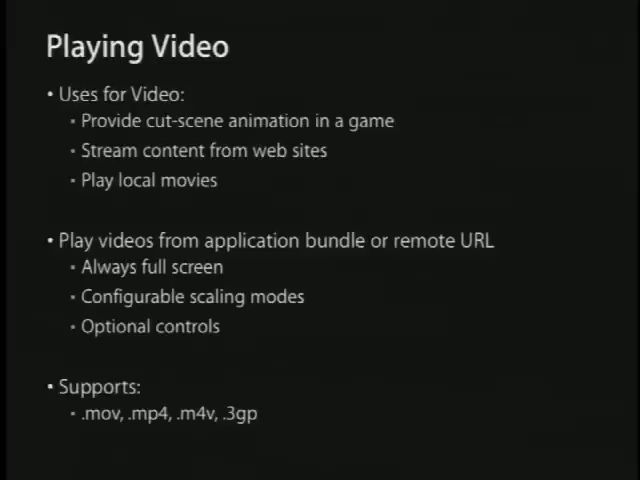 Playing Video
• Uses for Video:
▪ Provide cut-scene animation in a game
▪ Stream content from web sites
▪ Play local movies
• Play videos from application bundle or remote URL
▪ Always full screen
▪ Configurable scaling modes
▪ Optional controls
• Supports:
▪ .mov, .mp4, .m4v, .3gp